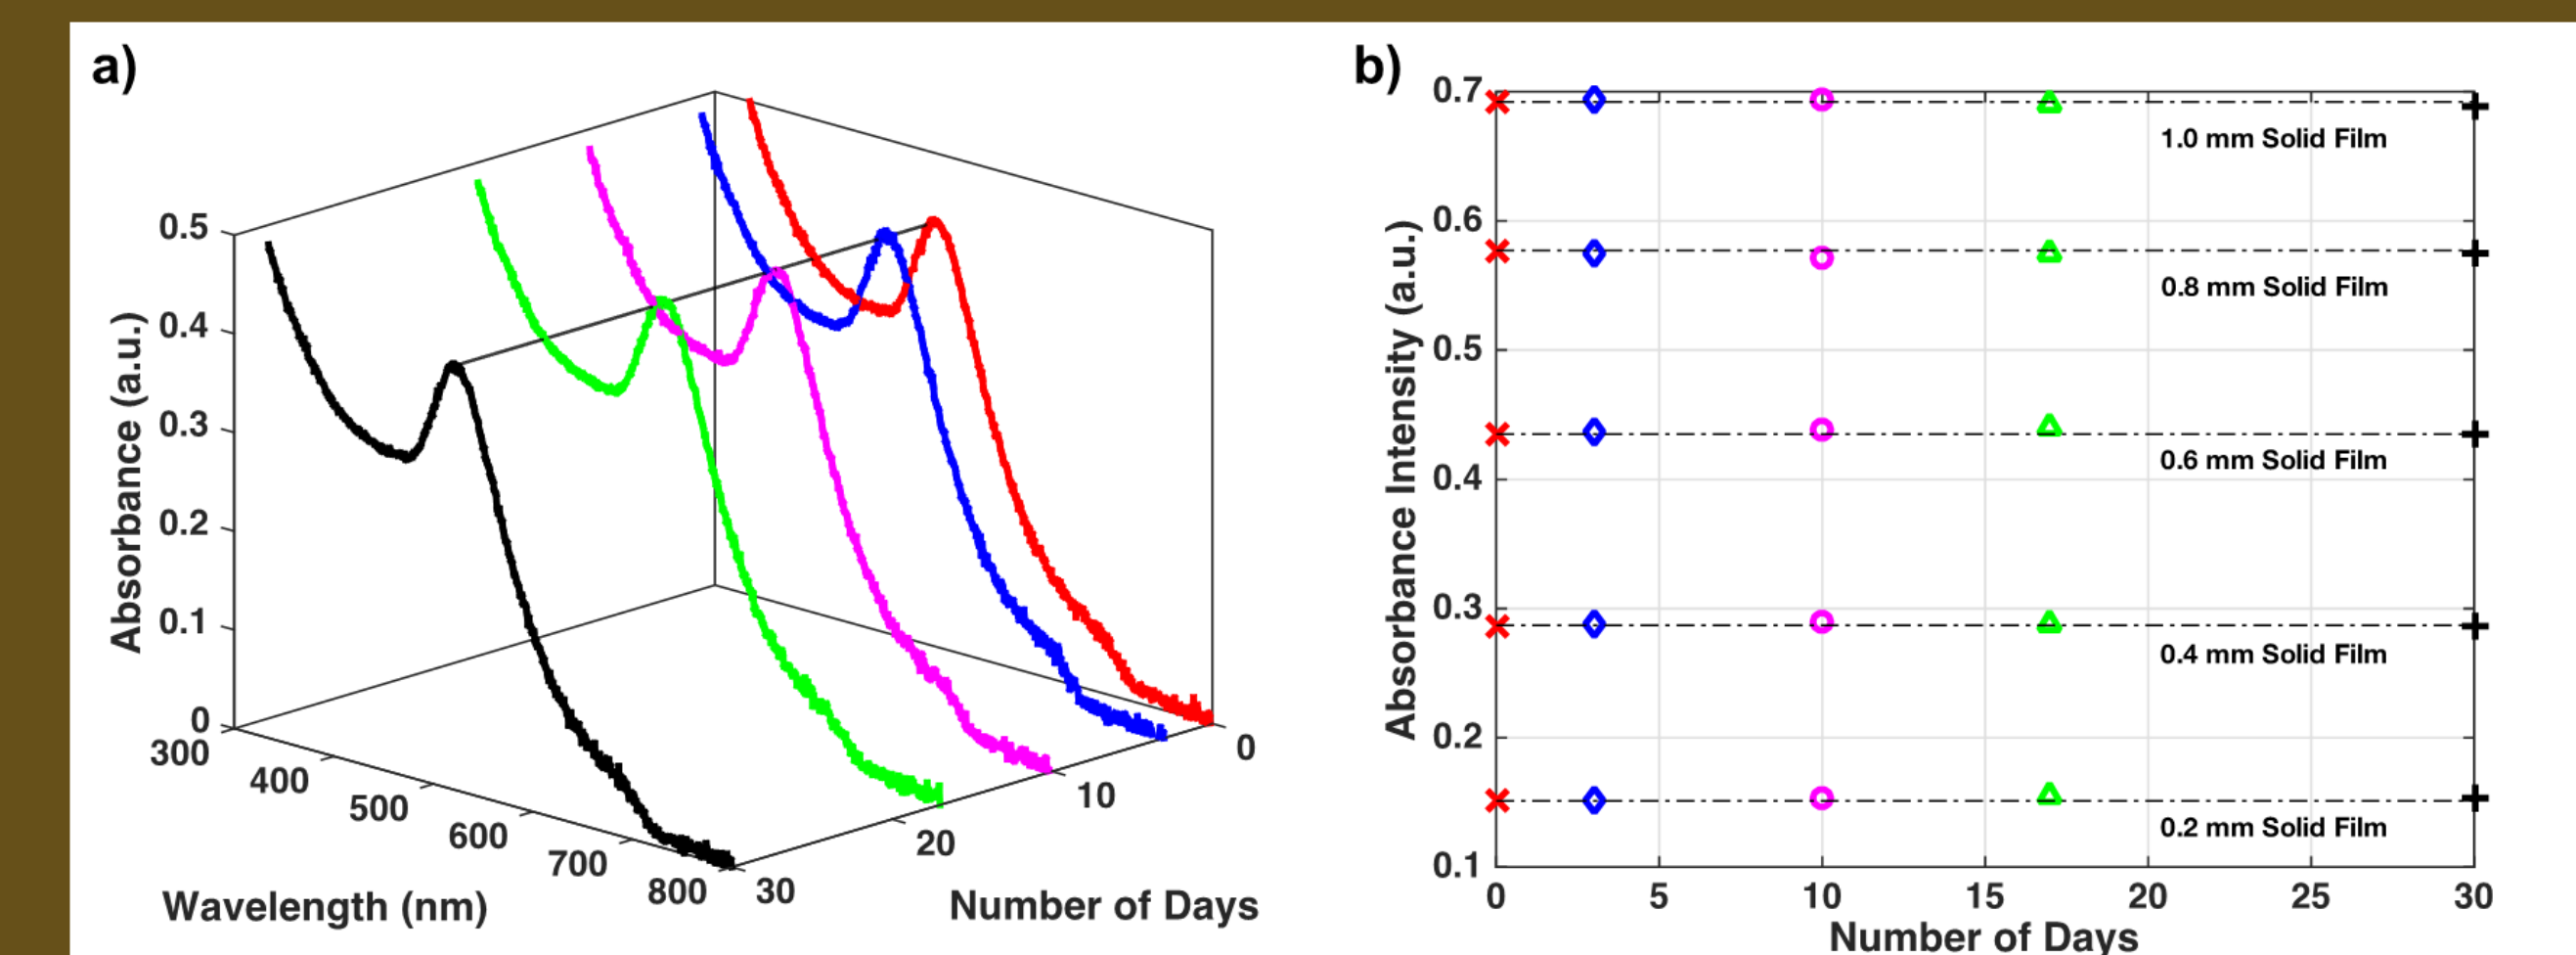 a)
0.5
0.4
0.3
0.2
0.1
0
Absorbance (a.u.)
300
400
500
600
700
800
Wavelength (nm)
30
20
10
0
Number of Days
b)
0.7
0.6
0.5
0.4
0.3
0.2
0.1
Absorbance Intensity (a.u.)
1.0 mm Solid Film
0.8 mm Solid Film
0.6 mm Solid Film
0.4 mm Solid Film
0.2 mm Solid Film
0 5 10 15 20 25 30
Number of Days